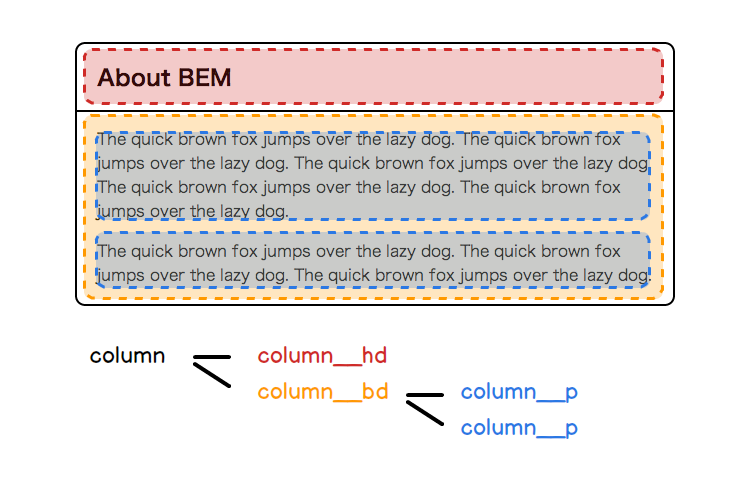 About BEM
The quick brown fox jumps over the lazy dog. The quick brown fox
jumps over the lazy dog. The quick brown fox jumps over the lazy dog.
The quick brown fox jumps over the lazy dog. The quick brown fox
jumps over the lazy dog.
The quick brown fox jumps over the lazy dog. The quick brown fox
jumps over the lazy dog. The quick brown fox jumps over the lazy dog.
column
column__hd
column__bd
column__p
column__p